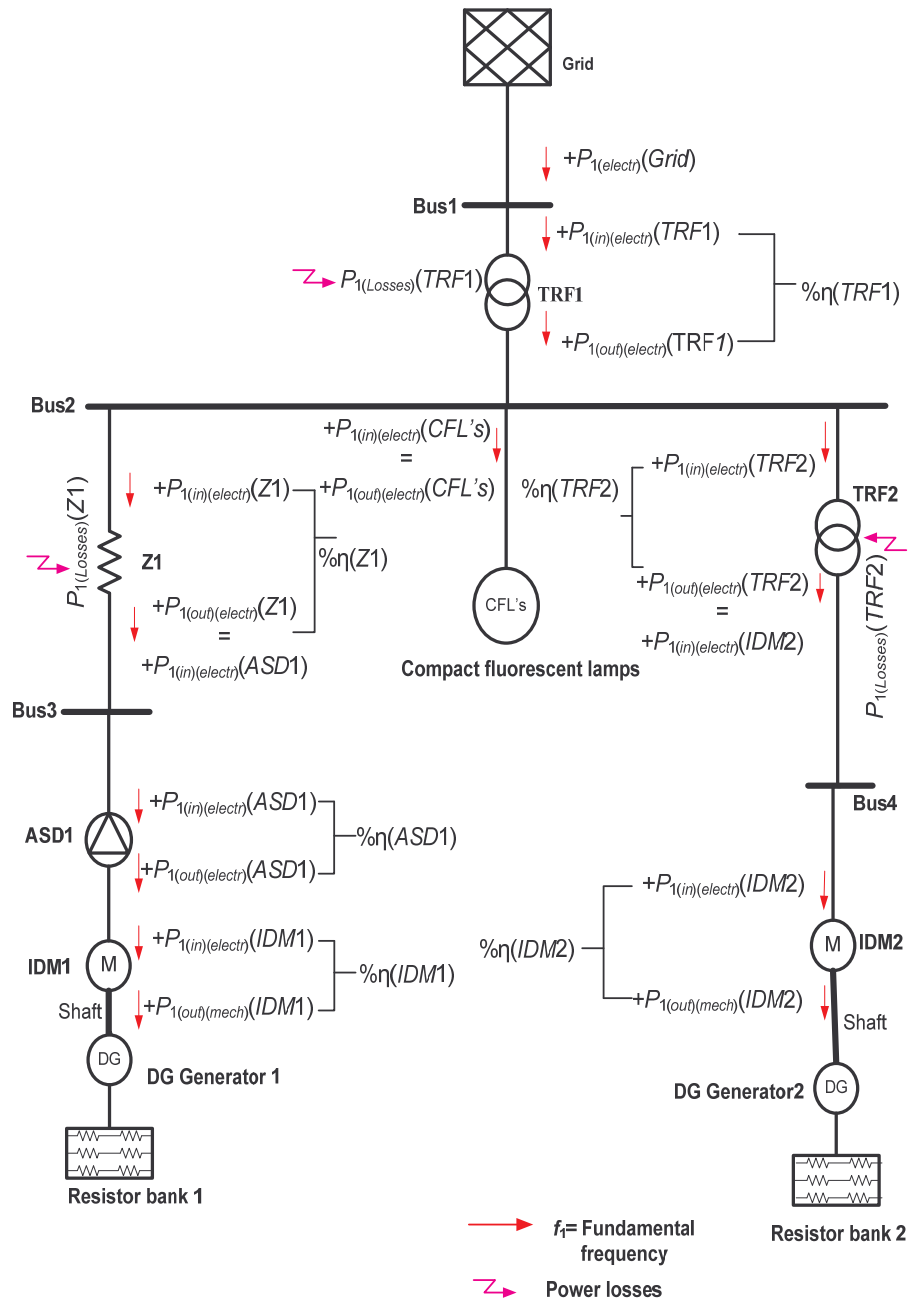 Grid
+P1(electr)(Grid)
Bus1
+P1(in)(electr)(TRF1)
P1(Losses)(TRF1)
TRF1
%η(TRF1)
+P1(out)(electr)(TRF1)
Bus2
+P1(in)(electr)(CFL's)
=
+P1(out)(electr)(CFL's)
+P1(in)(electr)(Z1)
P1(Losses)(Z1)
Z1
%η(Z1)
+P1(out)(electr)(Z1)
=
+P1(in)(electr)(ASD1)
CFL's
Compact fluorescent lamps
+P1(in)(electr)(TRF2)
%η(TRF2)
TRF2
P1(Losses)(TRF2)
+P1(out)(electr)(TRF2)
=
+P1(in)(electr)(IDM2)
Bus3
Bus4
+P1(in)(electr)(ASD1)
ASD1
%η(ASD1)
+P1(out)(electr)(ASD1)
+P1(in)(electr)(IDM1)
IDM1
M
%η(IDM1)
Shaft
+P1(out)(mech)(IDM1)
DG
DG Generator 1
Resistor bank 1
+P1(in)(electr)(IDM2)
%η(IDM2)
M
IDM2
+P1(out)(mech)(IDM2)
Shaft
DG
DG Generator2
Resistor bank 2
f1= Fundamental
frequency
Power losses